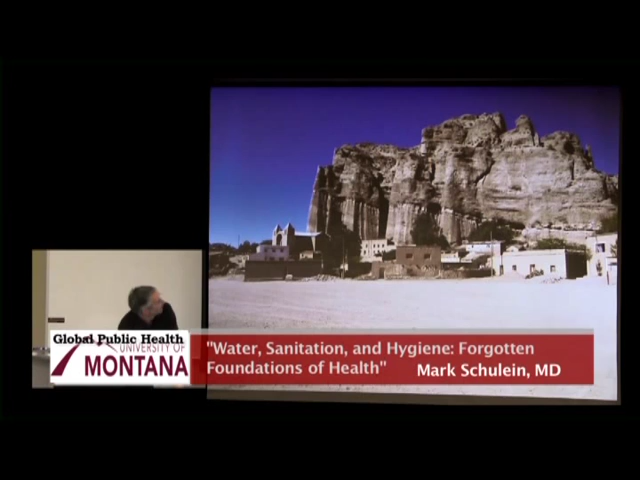 Global Public Health
UNIVERSITY OF
MONTANA
"Water, Sanitation, and Hygiene: Forgotten
Foundations of Health"
Mark Schulein, MD